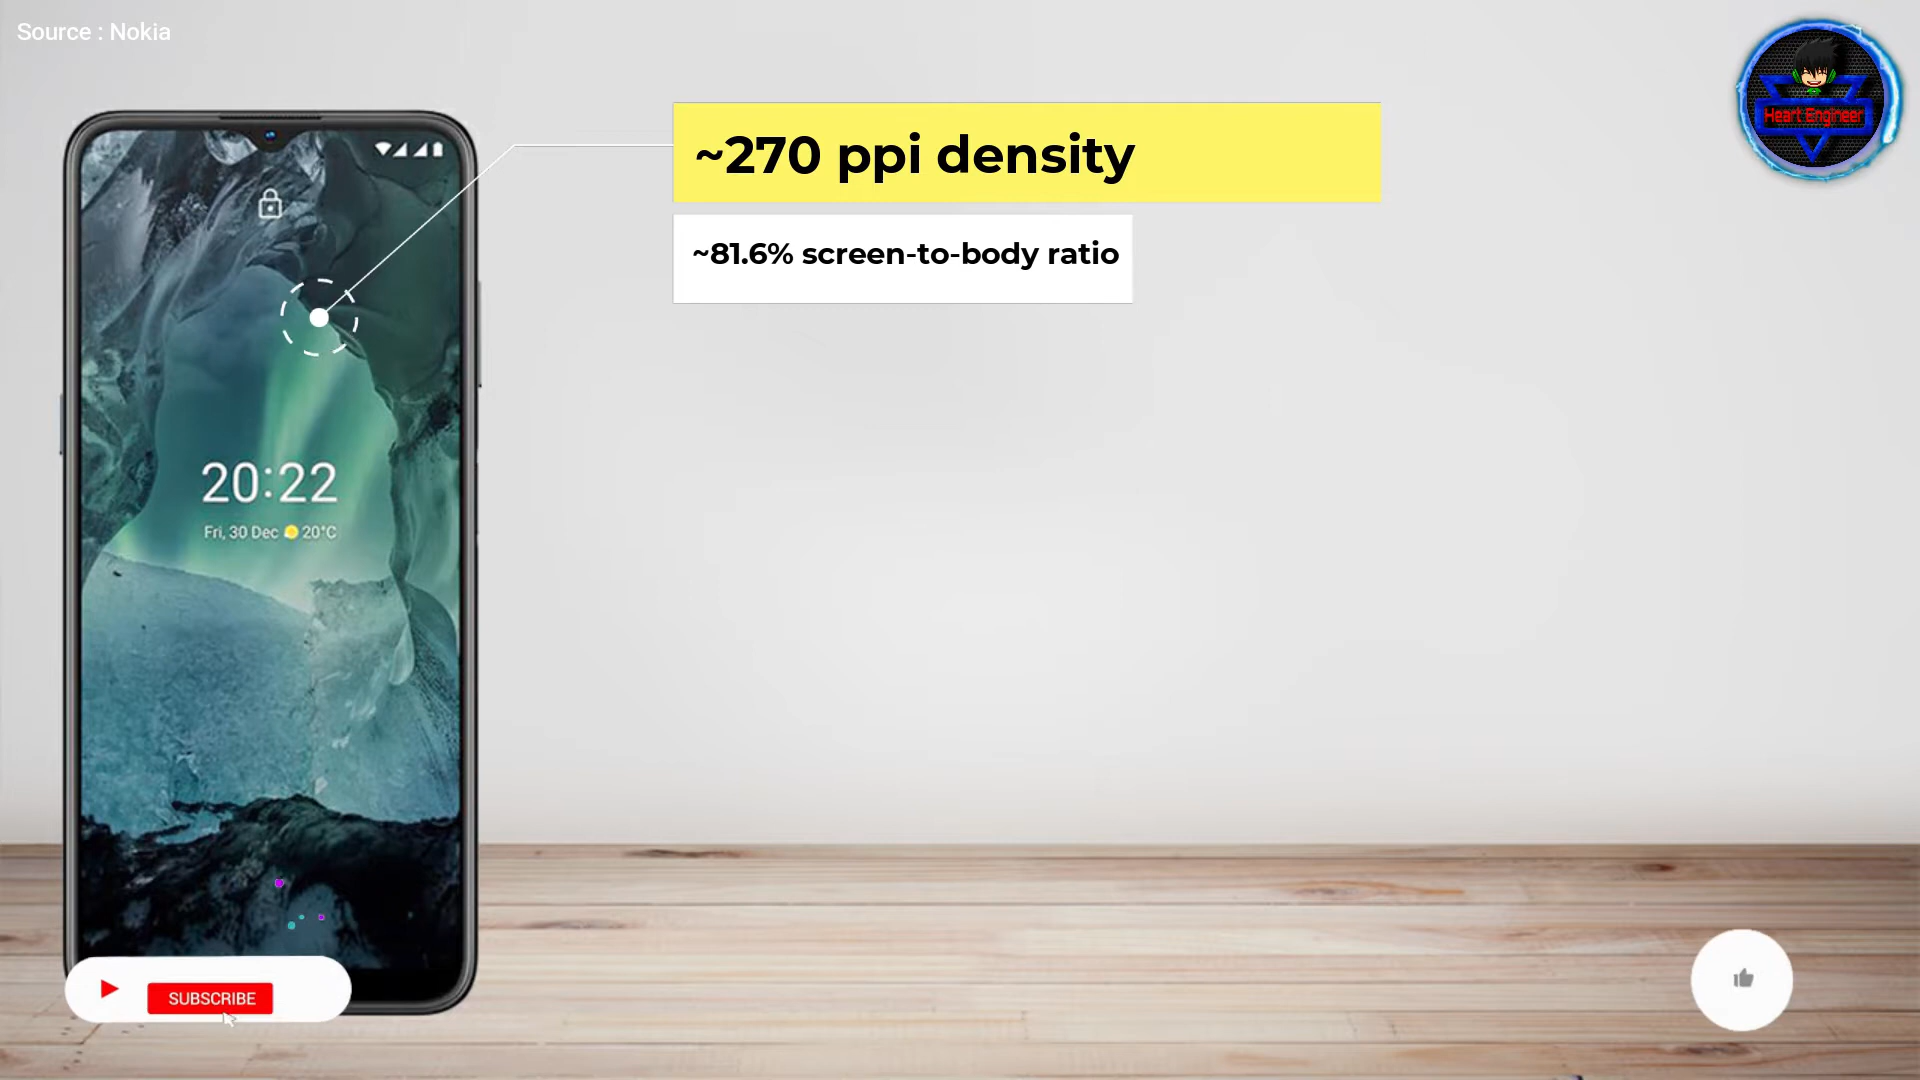 Source : Nokia
Heart Engineer
~270 ppi density
~81.6% screen-to-body ratio
20:22
Fri, 30 Dec 20°C
SUBSCRIBE